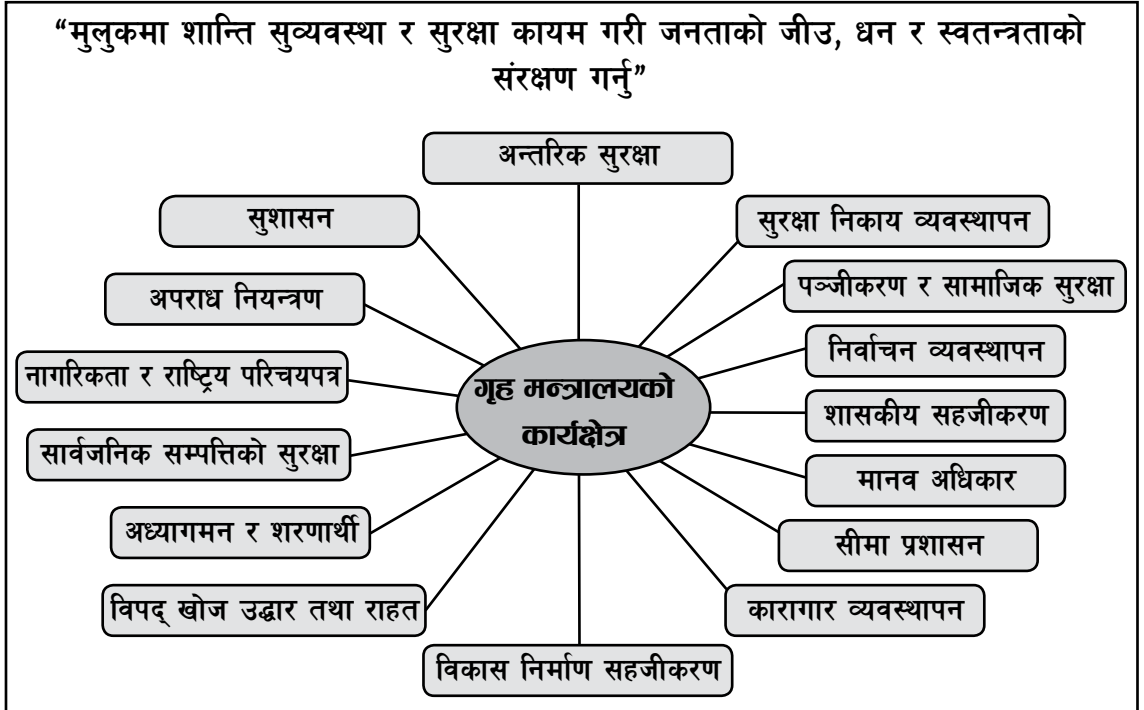 “मुलुकमा शान्ति सुव्यवस्था र सुरक्षा कायम गरी जनताको जीउ, धन र स्वतन्त्रताको
संरक्षण गर्नु”
अन्तरिक सुरक्षा
सुशासन
सुरक्षा निकाय व्यवस्थापन
अपराध नियन्त्रण
पञ्जीकरण र सामाजिक सुरक्षा
नागरिकता र राष्ट्रिय परिचयपत्र
निर्वाचन व्यवस्थापन
गृह मन्त्रालयको
कार्यक्षेत्र
शासकीय सहजीकरण
सार्वजनिक सम्पत्तिको सुरक्षा
मानव अधिकार
अध्यागमन र शरणार्थी
सीमा प्रशासन
विपद् खोज उद्धार तथा राहत
कारागार व्यवस्थापन
विकास निर्माण सहजीकरण